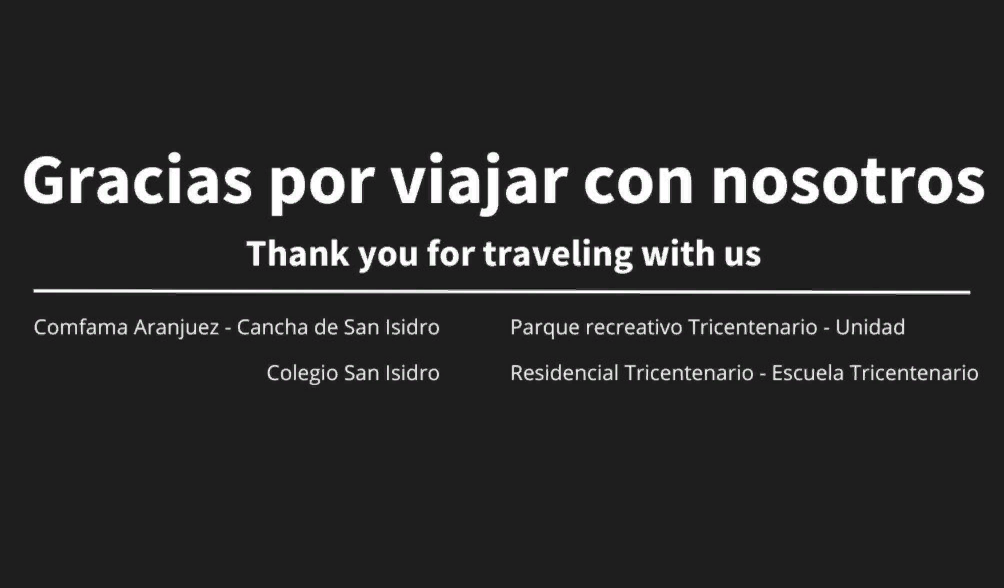 Gracias por viajar con nosotros
Thank you for traveling with us
Comfama Aranjuez - Cancha de San Isidro
Colegio San Isidro
Parque recreativo Tricentenario - Unidad
Residencial Tricentenario - Escuela Tricentenario